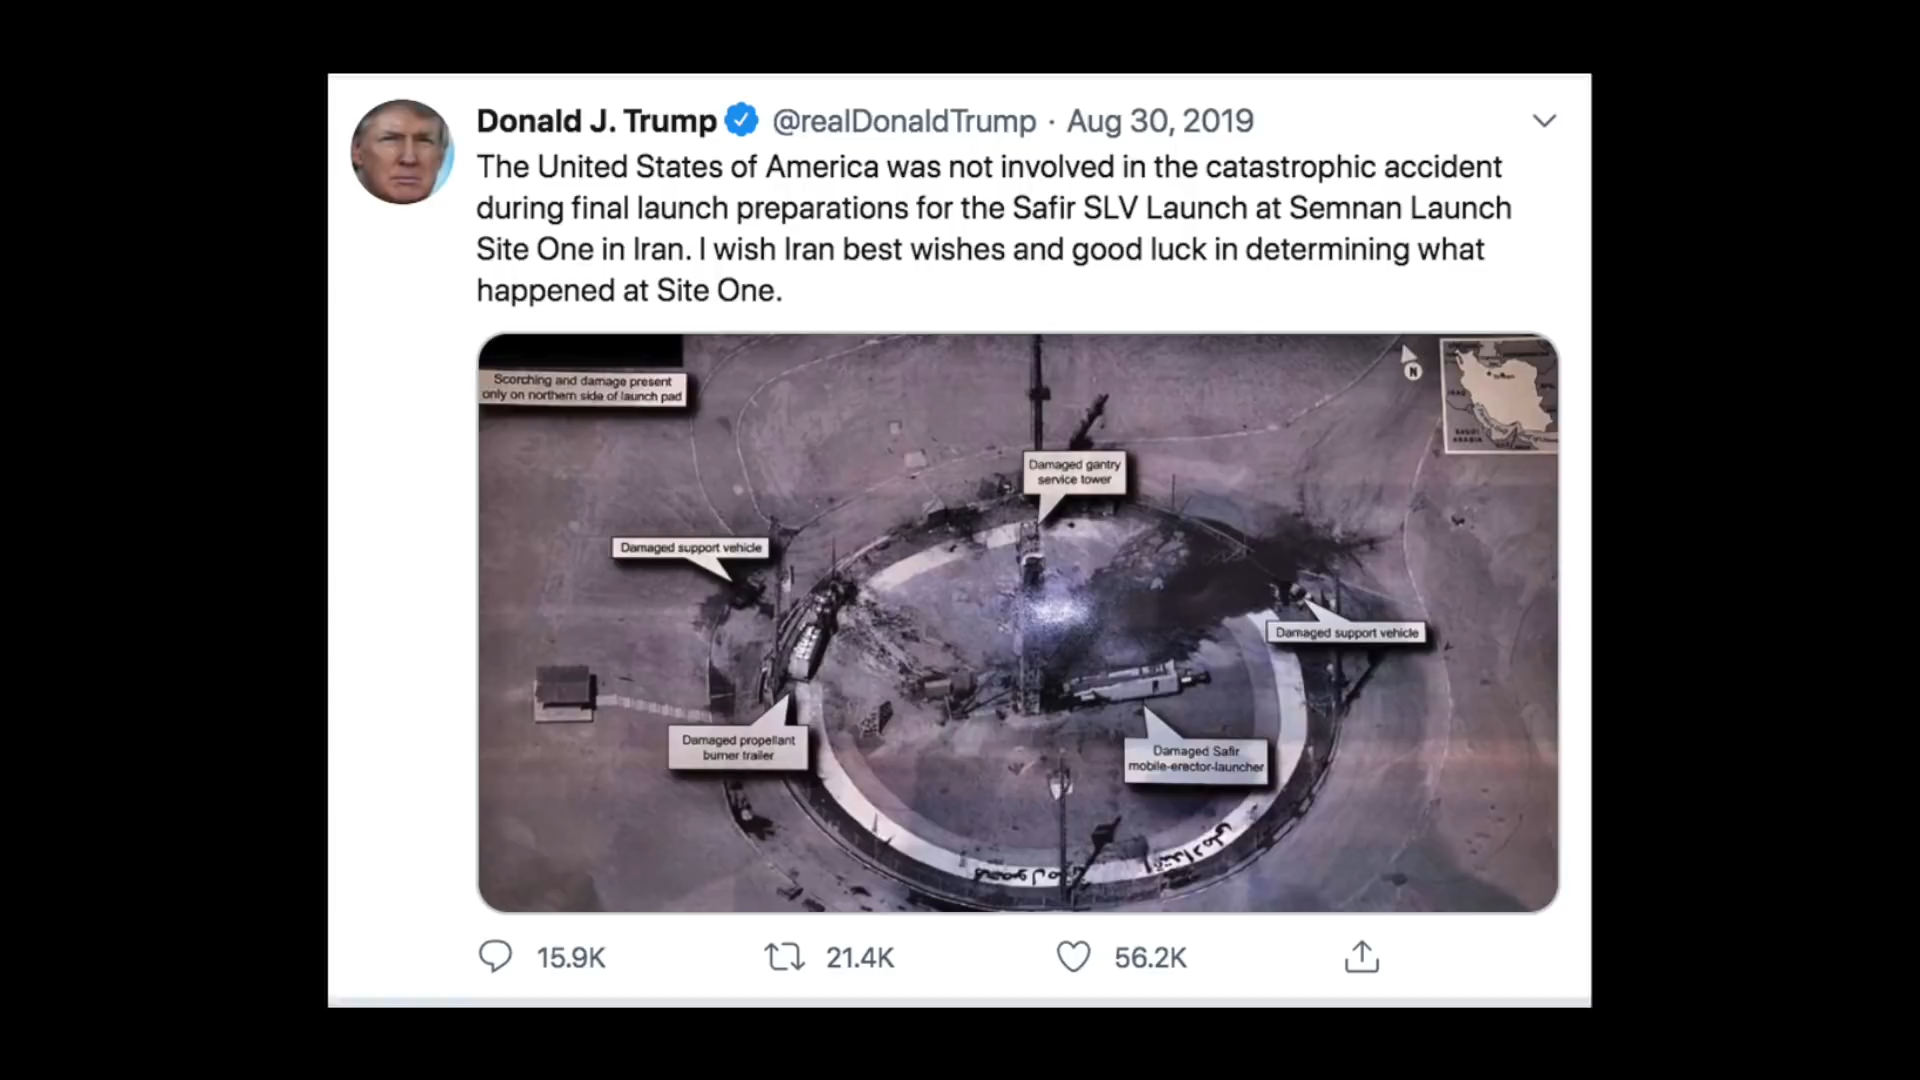 Donald J. Trump @realDonaldTrump · Aug 30, 2019
The United States of America was not involved in the catastrophic accident
during final launch preparations for the Safir SLV Launch at Semnan Launch
Site One in Iran. I wish Iran best wishes and good luck in determining what
happened at Site One.
Scorching and damage present
only on northern side of launch pad
N
Damaged gantry
service tower
Damaged support vehicle
Damaged support vehicle
Damaged propellant
burner trailer
Damaged Safir
mobile-erector-launcher
SAUDI
ARABIA
15.9K 21.4K 56.2K